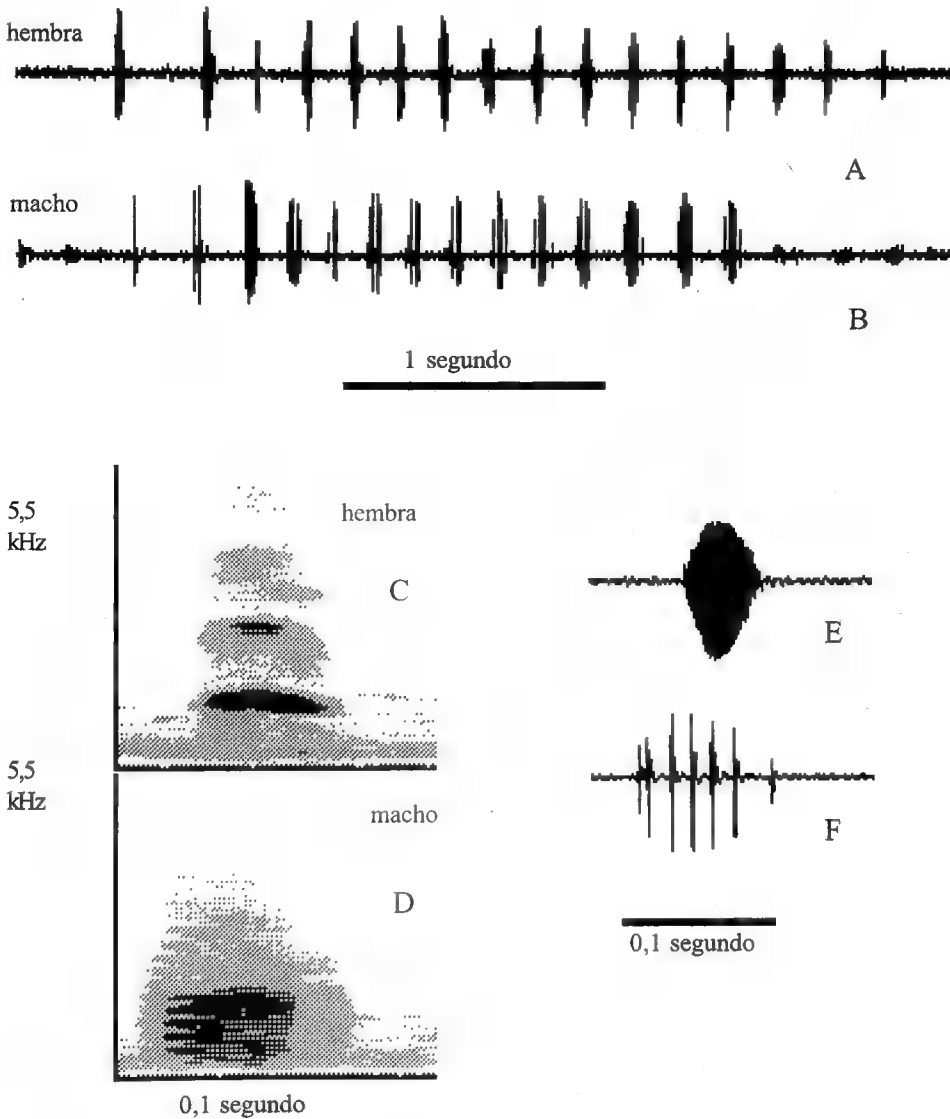 hembra
A
macho
B
1 segundo
5,5
kHz
hembra
C
E
5,5
kHz
macho
D
F
0,1 segundo
0,1 segundo